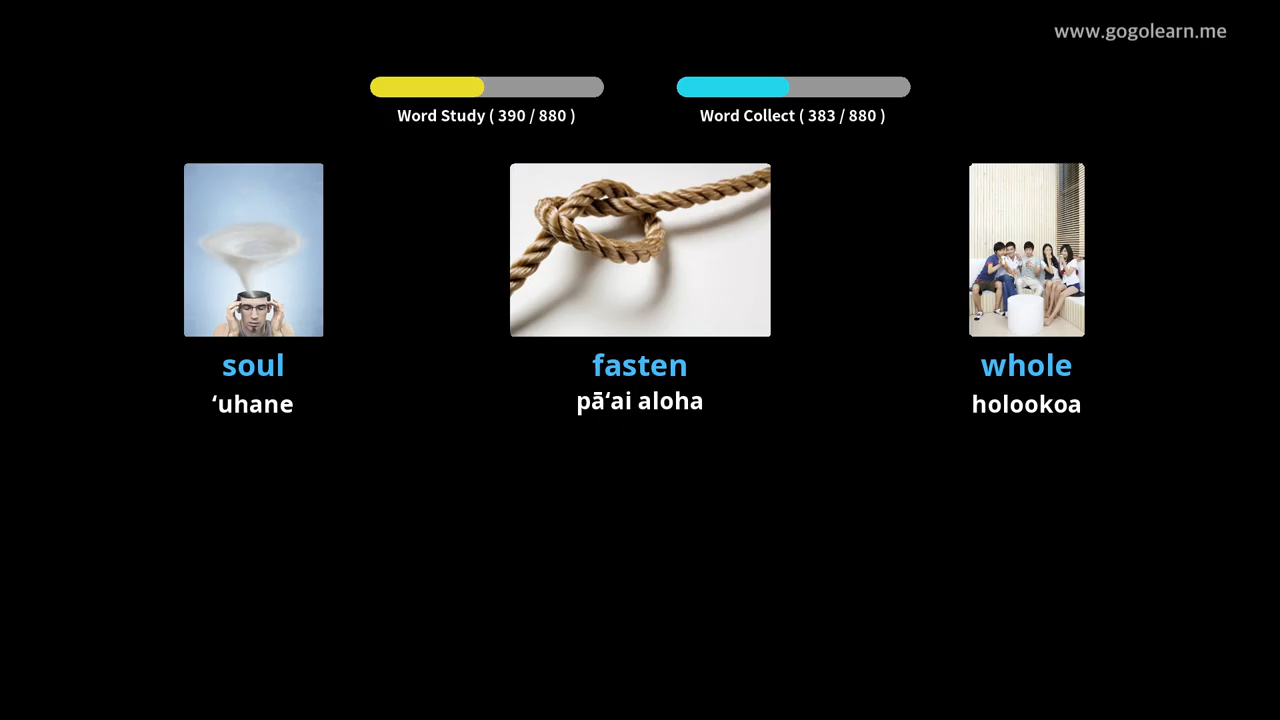 www.gogolearn.me
Word Study ( 390 / 880 )
Word Collect ( 383 / 880 )
soul
ʻuhane
fasten
pāʻai aloha
whole
holookoa